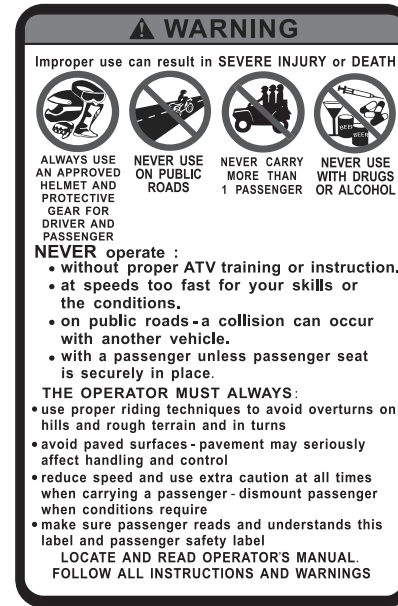 WARNING
Improper use can result in SEVERE INJURY or DEATH
ALWAYS USE
AN APPROVED
HELMET AND
PROTECTIVE
GEAR FOR
DRIVER AND
PASSENGER
NEVER USE
ON PUBLIC
ROADS
NEVER CARRY
MORE THAN
1 PASSENGER
NEVER USE
WITH DRUGS
OR ALCOHOL
BEER
BEER
NEVER operate :
• without proper ATV training or instruction.
• at speeds too fast for your skills or
the conditions.
• on public roads - a collision can occur
with another vehicle.
• with a passenger unless passenger seat
is securely in place.
THE OPERATOR MUST ALWAYS:
• use proper riding techniques to avoid overturns on
hills and rough terrain and in turns
• avoid paved surfaces - pavement may seriously
affect handling and control
• reduce speed and use extra caution at all times
when carrying a passenger - dismount passenger
when conditions require
• make sure passenger reads and understands this
label and passenger safety label
LOCATE AND READ OPERATOR'S MANUAL.
FOLLOW ALL INSTRUCTIONS AND WARNINGS